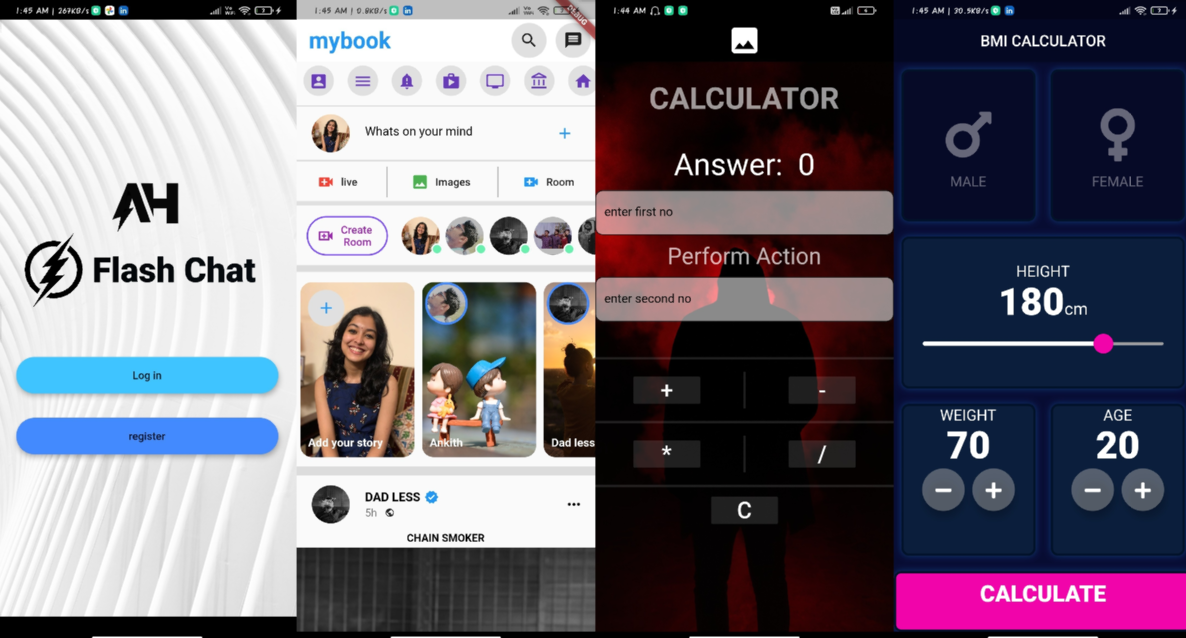 1:45 AM | 267KB/s
AH
Flash Chat
Log in
register
1:45 AM | 0.8KB/s
mybook
Whats on your mind
live
Images
Room
Create
Room
Add your story
Ankith
Dad less
DAD LESS
5h
CHAIN SMOKER
1:44 AM
CALCULATOR
Answer: 0
enter first no
Perform Action
enter second no
+
-
*
/
C
1:45 AM | 30.5KB/s
BMI CALCULATOR
MALE
FEMALE
HEIGHT
180cm
WEIGHT
70
AGE
20
CALCULATE